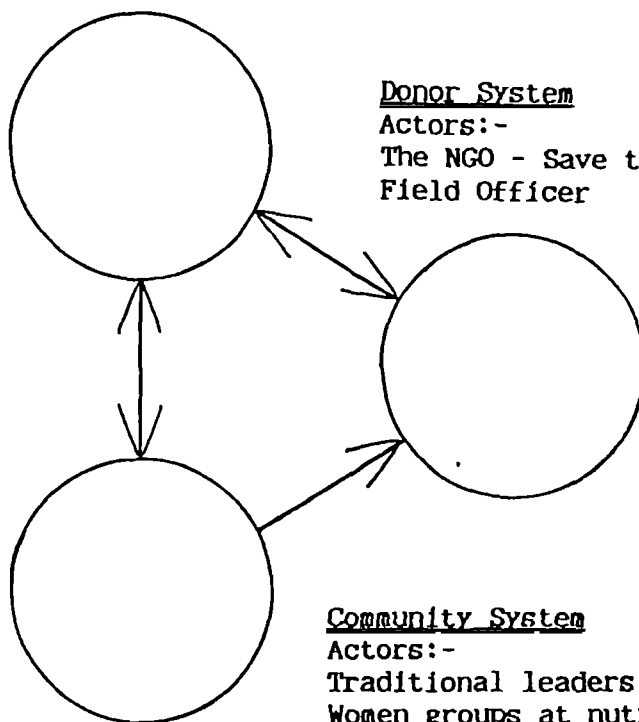 Donor System
Actors:-
The NGO - Save t
Field Officer
Community System
Actors:-
Traditional leaders
Women groups at nut